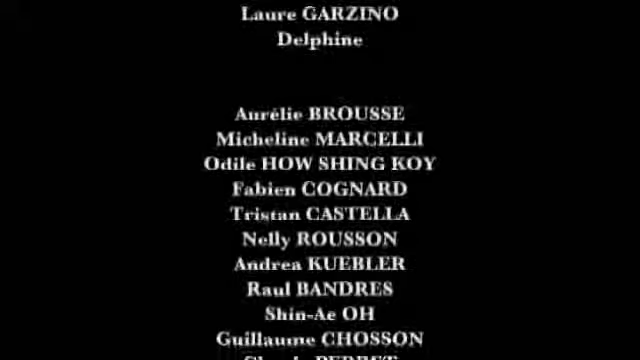 Laure GARZINO
Delphine
Aurélie BROUSSE
Micheline MARCELLI
Odile HOW SHING KOY
Fabien COGNARD
Tristan CASTELLA
Nelly ROUSSON
Andrea KUEBLER
Raul BANDRES
Shin-Ae OH
Guillaume CHOSSON